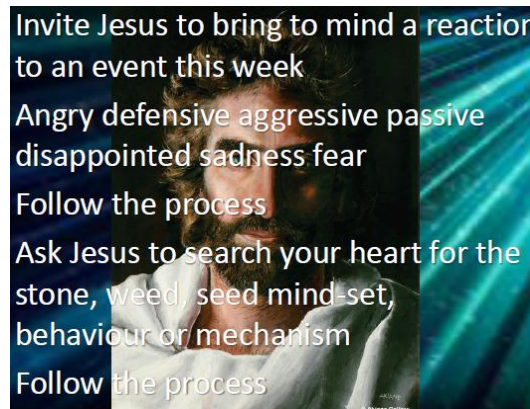 Invite Jesus to bring to mind a reaction
to an event this week
Angry defensive aggressive passive
disappointed sadness fear
Follow the process
Ask Jesus to search your heart for the
stone, weed, seed mind-set,
behaviour or mechanism
Follow the process
AKIANE